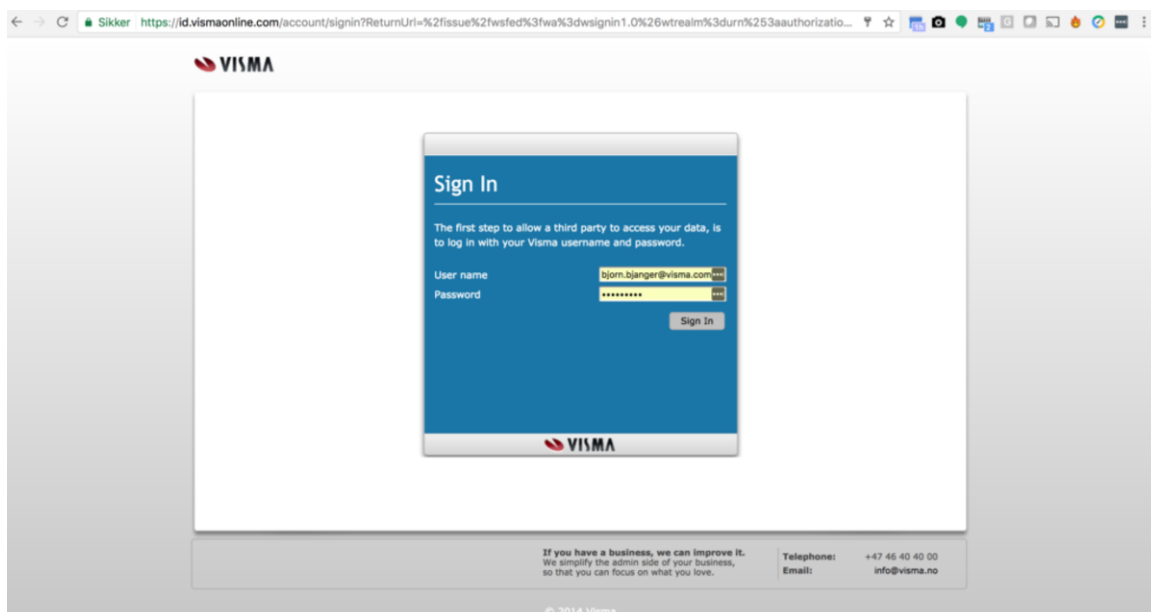 Sikker https://id.vismaonline.com/account/signin?ReturnUrl=%2fissue%2fwsfed%3fwa%3dwsignin1.0%26wtrealm%3durn%253aauthorizatio...
VISMA
Sign In
The first step to allow a third party to access your data, is
to log in with your Visma username and password.
User name bjorn.bjanger@visma.com
Password •••••••••
Sign In
VISMA
If you have a business, we can improve it.
We simplify the admin side of your business,
so that you can focus on what you love.
Telephone: +47 46 40 40 00
Email: info@visma.no
© 2014 Visma